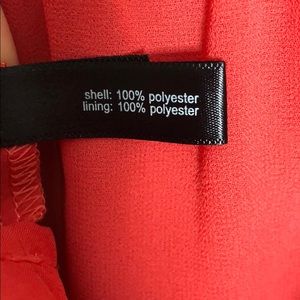 shell: 100% polyester
lining: 100% polyester